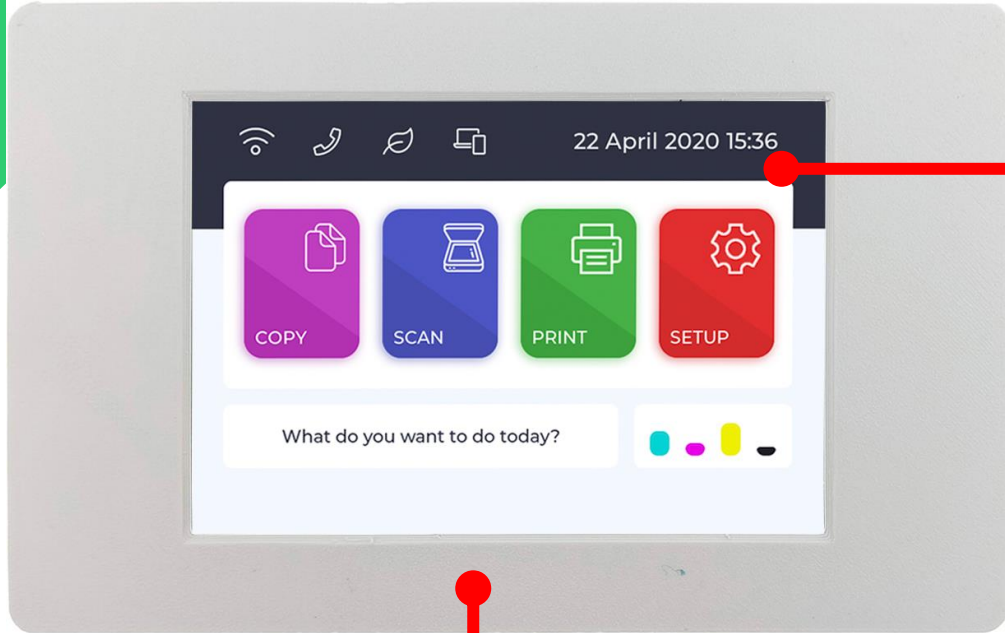 22 April 2020 15:36
COPY
SCAN
PRINT
SETUP
What do you want to do today?